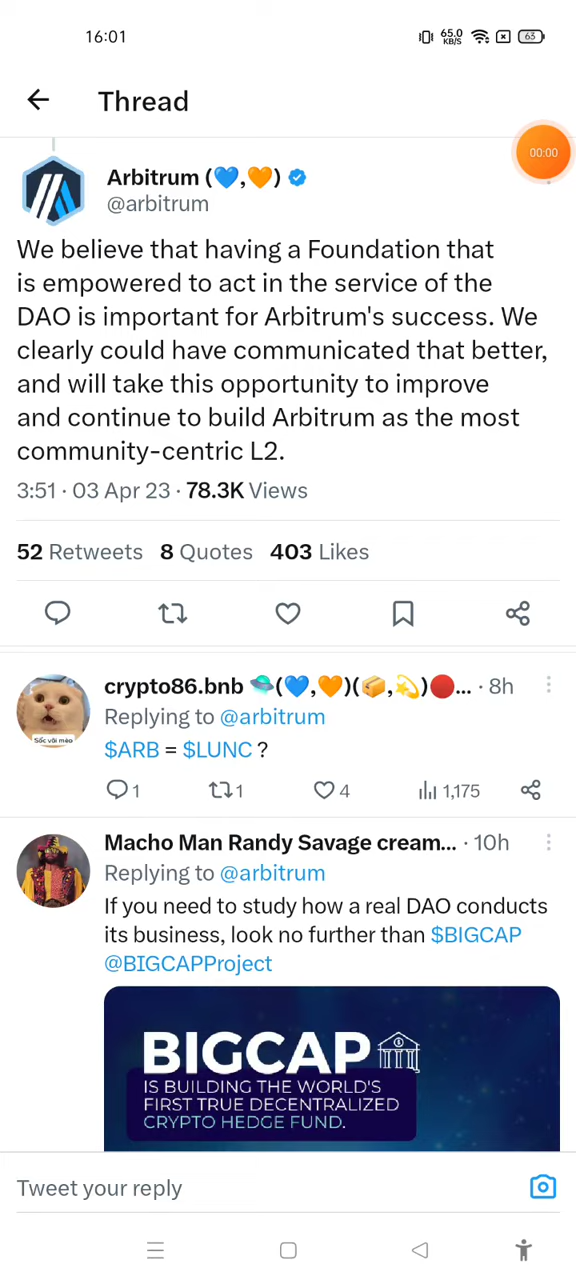 16:01
65.0
KB/S
63
Thread
00:00
Arbitrum (💙,🧡)
@arbitrum
We believe that having a Foundation that
is empowered to act in the service of the
DAO is important for Arbitrum's success. We
clearly could have communicated that better,
and will take this opportunity to improve
and continue to build Arbitrum as the most
community-centric L2.
3:51 · 03 Apr 23 · 78.3K Views
52 Retweets 8 Quotes 403 Likes
crypto86.bnb 🛸(💙,🧡)(📦,💫)🔴... · 8h
Replying to @arbitrum
$ARB = $LUNC ?
1 1 4 1,175
Sốc vãi mèo
Macho Man Randy Savage cream... · 10h
Replying to @arbitrum
If you need to study how a real DAO conducts
its business, look no further than $BIGCAP
@BIGCAPProject
BIGCAP
IS BUILDING THE WORLD'S
FIRST TRUE DECENTRALIZED
CRYPTO HEDGE FUND.
Tweet your reply